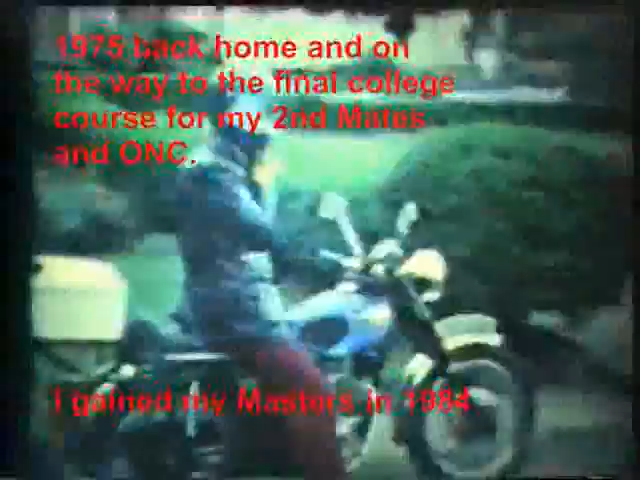 1975 back home and on
the way to the final college
course for my 2nd Mates
and ONC.
I gained my Masters in 1984